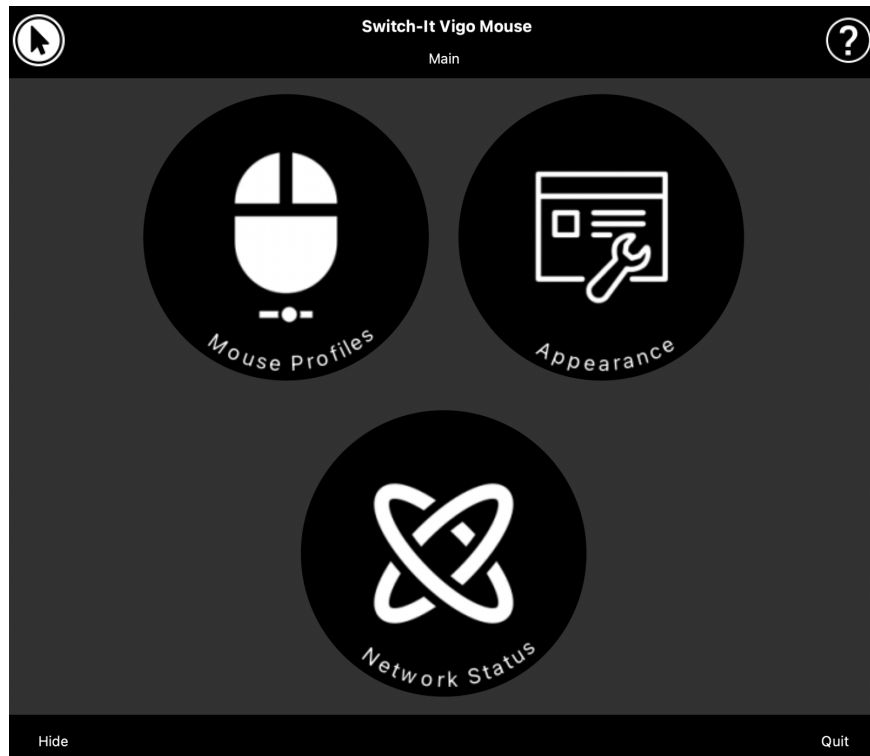 Switch-It Vigo Mouse
Main
?
Mouse Profiles
Appearance
Network Status
Hide
Quit